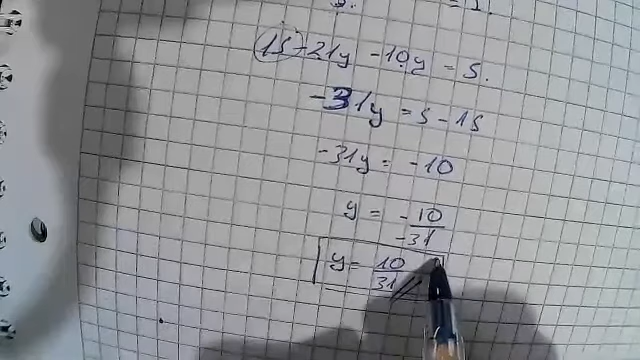 15 - 21y - 10y = 5.
-31y = 5 - 15
-31y = -10
y = -10/-31
y = 10/31